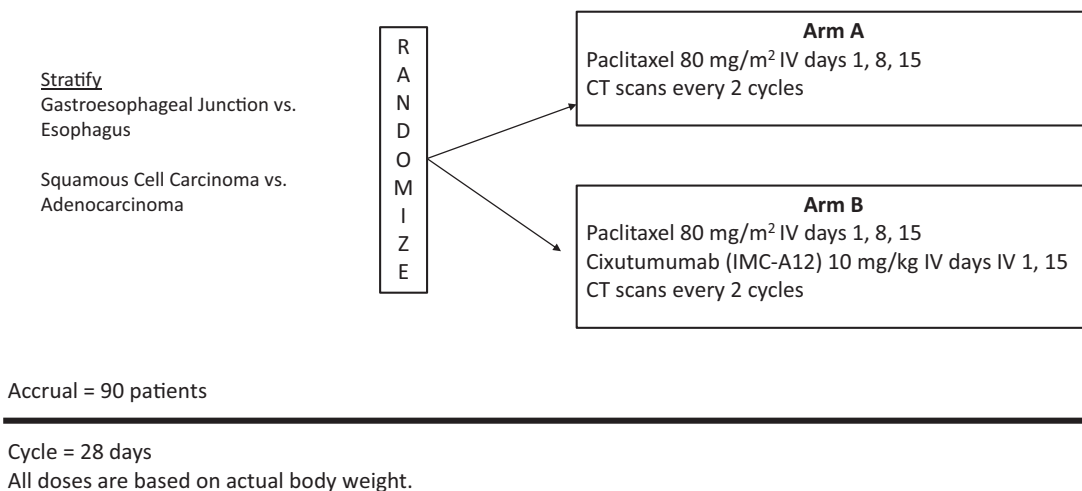 Stratify
Gastroesophageal Junction vs.
Esophagus
Squamous Cell Carcinoma vs.
Adenocarcinoma
R
A
N
D
O
M
I
Z
E
Arm A
Paclitaxel 80 mg/m² IV days 1, 8, 15
CT scans every 2 cycles
Arm B
Paclitaxel 80 mg/m² IV days 1, 8, 15
Cixutumumab (IMC-A12) 10 mg/kg IV days IV 1, 15
CT scans every 2 cycles
Accrual = 90 patients
Cycle = 28 days
All doses are based on actual body weight.